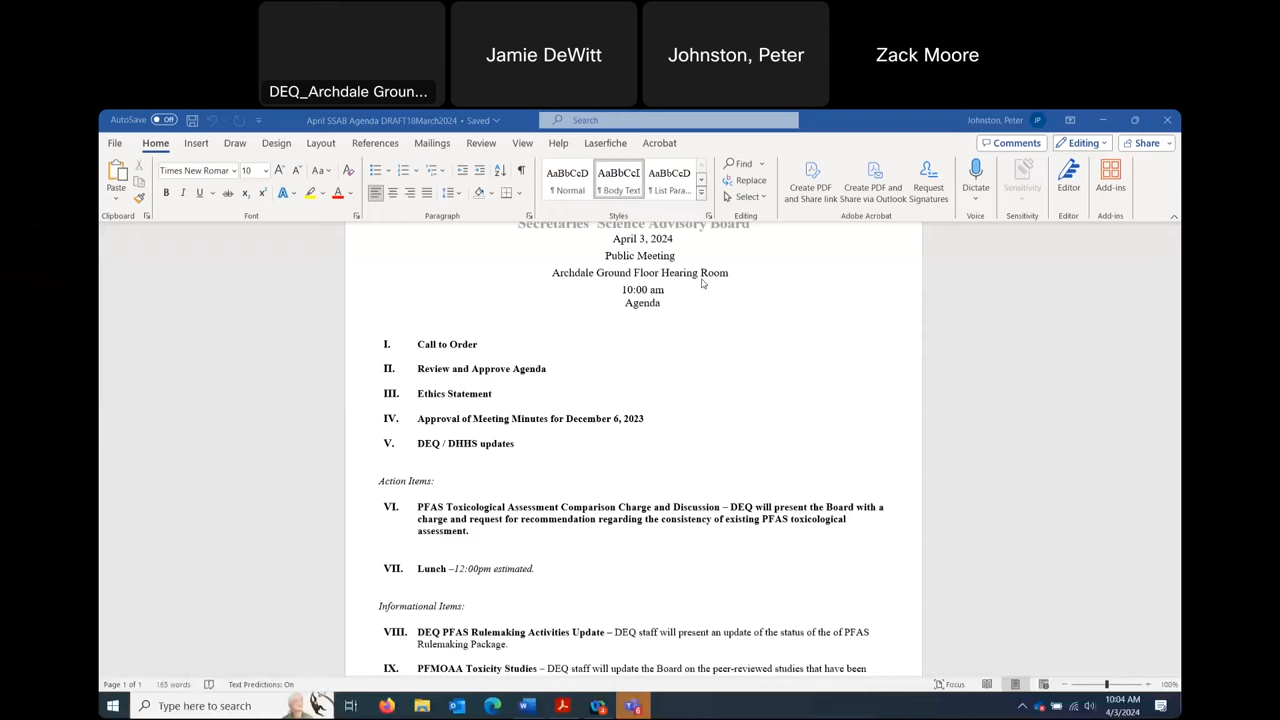 Jamie DeWitt
Johnston, Peter
Zack Moore
DEQ_Archdale Groun...
AutoSave Off
April SSAB Agenda DRAFT18March2024 • Saved
Search
Johnston, Peter JP
File Home Insert Draw Design Layout References Mailings Review View Help Laserfiche Acrobat
Comments Editing Share
Paste
Times New Romar 10
AaBbCcD AaBbCcI AaBbCcD
¶ Normal ¶ Body Text ¶ List Para...
Find
Replace
Select
Create PDF and Share link
Create PDF and Share via Outlook
Request Signatures
Dictate
Sensitivity
Editor
Add-ins
Clipboard Font Paragraph Styles Editing Adobe Acrobat Voice Sensitivity Editor Add-ins
Secretaries' Science Advisory Board
April 3, 2024
Public Meeting
Archdale Ground Floor Hearing Room
10:00 am
Agenda
I. Call to Order
II. Review and Approve Agenda
III. Ethics Statement
IV. Approval of Meeting Minutes for December 6, 2023
V. DEQ / DHHS updates
Action Items:
VI. PFAS Toxicological Assessment Comparison Charge and Discussion – DEQ will present the Board with a
charge and request for recommendation regarding the consistency of existing PFAS toxicological
assessment.
VII. Lunch –12:00pm estimated.
Informational Items:
VIII. DEQ PFAS Rulemaking Activities Update – DEQ staff will present an update of the status of the of PFAS
Rulemaking Package.
IX. PFMOAA Toxicity Studies – DEQ staff will update the Board on the peer-reviewed studies that have been
Page 1 of 1 165 words Text Predictions: On Focus 100%
Type here to search
10:04 AM
4/3/2024